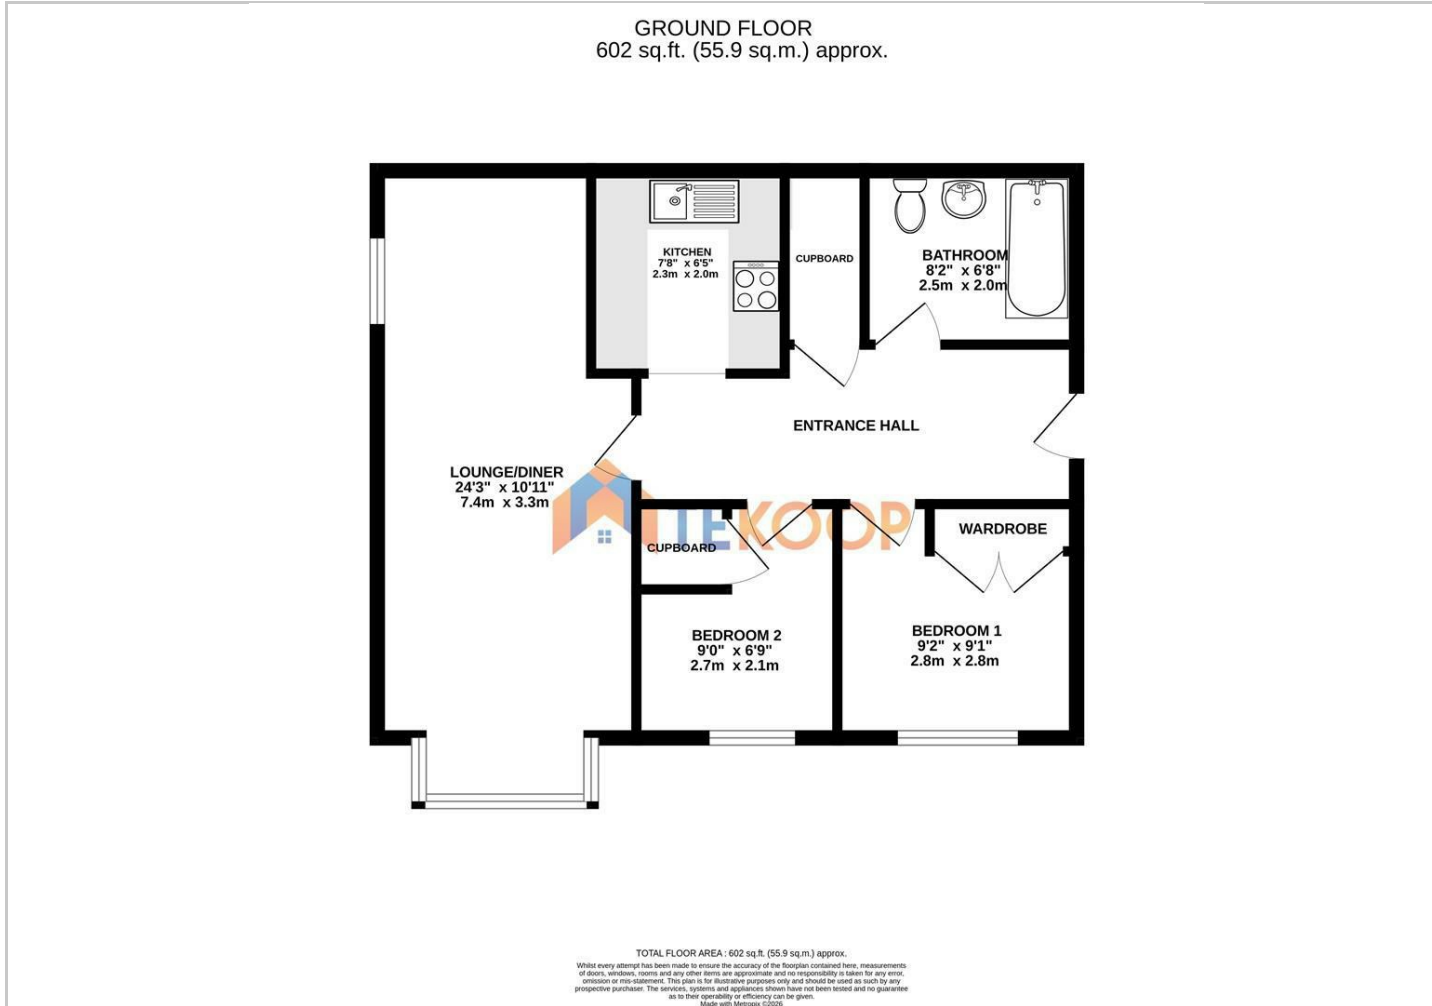 GROUND FLOOR
602 sq.ft. (55.9 sq.m.) approx.
KITCHEN
7'8" x 6'5"
2.3m x 2.0m
CUPBOARD
BATHROOM
8'2" x 6'8"
2.5m x 2.0m
ENTRANCE HALL
LOUNGE/DINER
24'3" x 10'11"
7.4m x 3.3m
TEKOOP
CUPBOARD
WARDROBE
BEDROOM 2
9'0" x 6'9"
2.7m x 2.1m
BEDROOM 1
9'2" x 9'1"
2.8m x 2.8m
TOTAL FLOOR AREA : 602 sq.ft. (55.9 sq.m.) approx.
Whilst every attempt has been made to ensure the accuracy of the floorplan contained here, measurements
of doors, windows, rooms and any other items are approximate and no responsibility is taken for any error,
omission or mis-statement. This plan is for illustrative purposes only and should be used as such by any
prospective purchaser. The services, systems and appliances shown have not been tested and no guarantee
as to their operability or efficiency can be given.
Made with Metropix ©2026